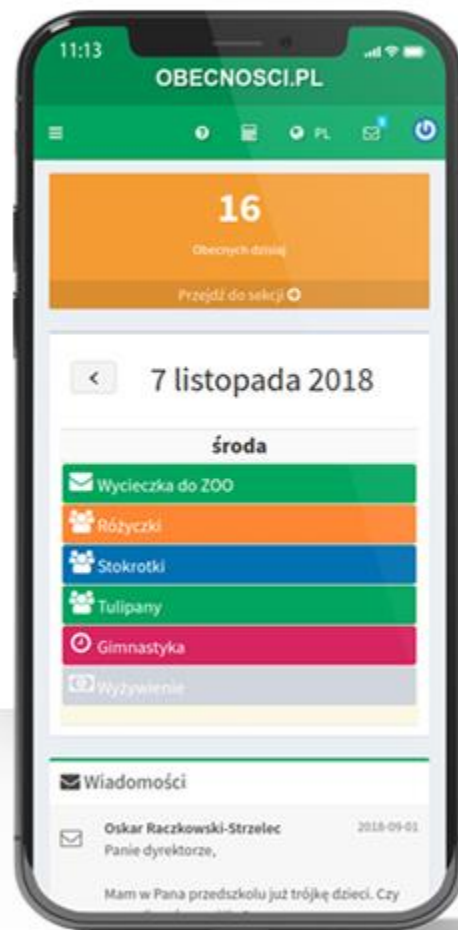 11:13
OBECNOSCI.PL
PL
16
Obecnych dzisiaj
Przejdź do sekcji
7 listopada 2018
środa
Wycieczka do ZOO
Różyczki
Stokrotki
Tulipany
Gimnastyka
Wyżywienie
Wiadomości
Oskar Raczkowski-Strzelec 2018-09-01
Panie dyrektorze,
Mam w Pana przedszkolu już trójkę dzieci. Czy